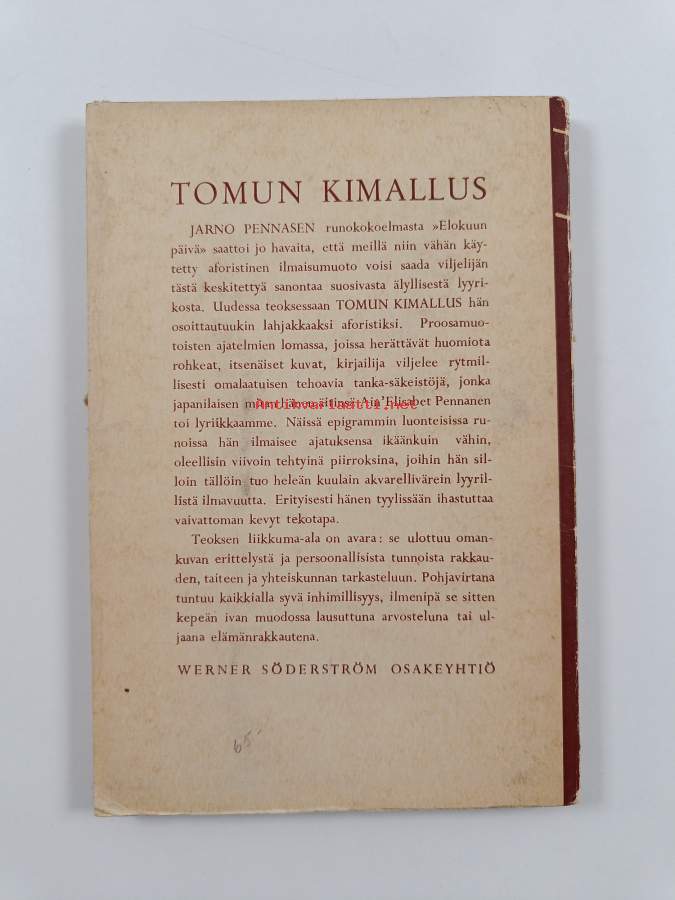 TOMUN KIMALLUS
JARNO PENNASEN runokokoelmasta »Elokuun
päivä» saattoi jo havaita, että meillä niin vähän käy-
tetty aforistinen ilmaisumuoto voisi saada viljelijän
tästä keskitettyä sanontaa suosivasta älyllisestä lyyri-
kosta. Uudessa teoksessaan TOMUN KIMALLUS hän
osoittautuukin lahjakkaaksi aforistiksi. Proosamuo-
toisten ajatelmien lomassa, joissa herättävät huomiota
rohkeat, itsenäiset kuvat, kirjailija viljelee rytmil-
lisesti omalaatuisen tehoavia tanka-säkeistöjä, jonka
japanilaisen Elisabet Pennanen
Antikvariaatti.net
toi lyriikkaamme. Näissä epigrammin luonteisissa ru-
noissa hän ilmaisee ajatuksensa ikäänkuin vähin,
oleellisin viivoin tehtyinä piirroksina, joihin hän sil-
loin tällöin tuo heleän kuulain akvarellivärein lyyril-
listä ilmavuutta. Erityisesti hänen tyylissään ihastuttaa
vaivattoman kevyt tekotapa.
Teoksen liikkuma-ala on avara: se ulottuu oman-
kuvan erittelystä ja persoonallisista tunnoista rakkau-
den, taiteen ja yhteiskunnan tarkasteluun. Pohjavirtana
tuntuu kaikkialla syvä inhimillisyys, ilmenipä se sitten
kepeän ivan muodossa lausuttuna arvosteluna tai ul-
jaana elämänrakkautena.
WERNER SÖDERSTRÖM OSAKEYHTIÖ
65-